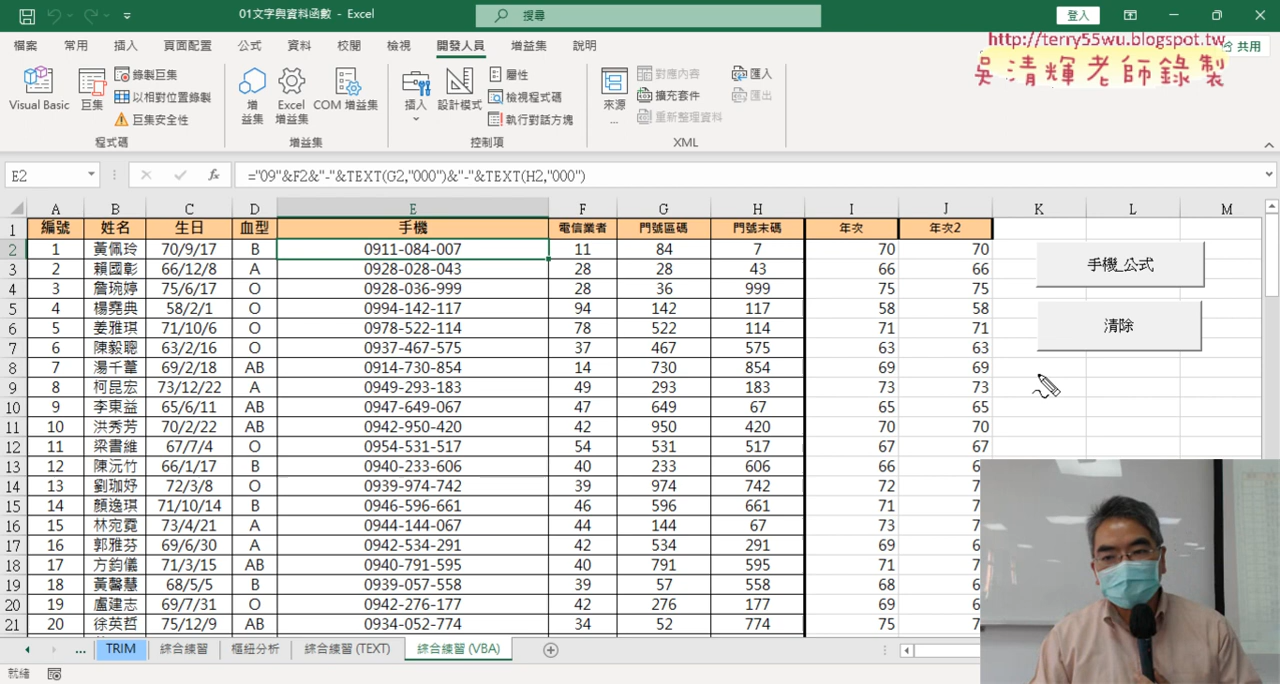 01文字與資料函數 - Excel
搜尋
登入
檔案 常用 插入 頁面配置 公式 資料 校閱 檢視 開發人員 增益集 說明
共用
http://terry55wu.blogspot.tw
吳清輝老師錄製
Visual Basic 巨集 錄製巨集 以相對位置錄製 巨集安全性
程式碼
增益集 Excel 增益集 COM 增益集
增益集
插入 設計模式 屬性 檢視程式碼 執行對話方塊
控制項
來源... 對應內容 擴充套件 重新整理資料 匯入 匯出
XML
E2 fx ="09"&F2&"-"&TEXT(G2,"000")&"-"&TEXT(H2,"000")
A B C D E F G H I J K L M
1 編號 姓名 生日 血型 手機 電信業者 門號區碼 門號末碼 年次 年次2
2 1 黃佩玲 70/9/17 B 0911-084-007 11 84 7 70 70
3 2 賴國彰 66/12/8 A 0928-028-043 28 28 43 66 66
4 3 詹琬婷 75/6/17 O 0928-036-999 28 36 999 75 75
5 4 楊堯典 58/2/1 O 0994-142-117 94 142 117 58 58
6 5 姜雅琪 71/10/6 O 0978-522-114 78 522 114 71 71
7 6 陳毅聰 63/2/16 O 0937-467-575 37 467 575 63 63
8 7 湯千葦 69/2/18 AB 0914-730-854 14 730 854 69 69
9 8 柯昆宏 73/12/22 A 0949-293-183 49 293 183 73 73
10 9 李東益 65/6/11 AB 0947-649-067 47 649 67 65 65
11 10 洪秀芳 70/2/22 AB 0942-950-420 42 950 420 70 70
12 11 梁書維 67/7/4 O 0954-531-517 54 531 517 67 67
13 12 陳沅竹 66/1/17 B 0940-233-606 40 233 606 66 66
14 13 劉珈妤 72/3/8 O 0939-974-742 39 974 742 72
15 14 顏逸琪 71/10/14 B 0946-596-661 46 596 661 71
16 15 林宛霓 73/4/21 A 0944-144-067 44 144 67 73
17 16 郭雅芬 69/6/30 A 0942-534-291 42 534 291 69
18 17 方鈞儀 71/3/15 AB 0940-791-595 40 791 595 71
19 18 黃馨慧 68/5/5 B 0939-057-558 39 57 558 68
20 19 盧建志 69/7/31 O 0942-276-177 42 276 177 69
21 20 徐英哲 75/12/9 AB 0934-052-774 34 52 774 75
手機_公式
清除
... TRIM 綜合練習 樞紐分析 綜合練習 (TEXT) 綜合練習 (VBA)
就緒